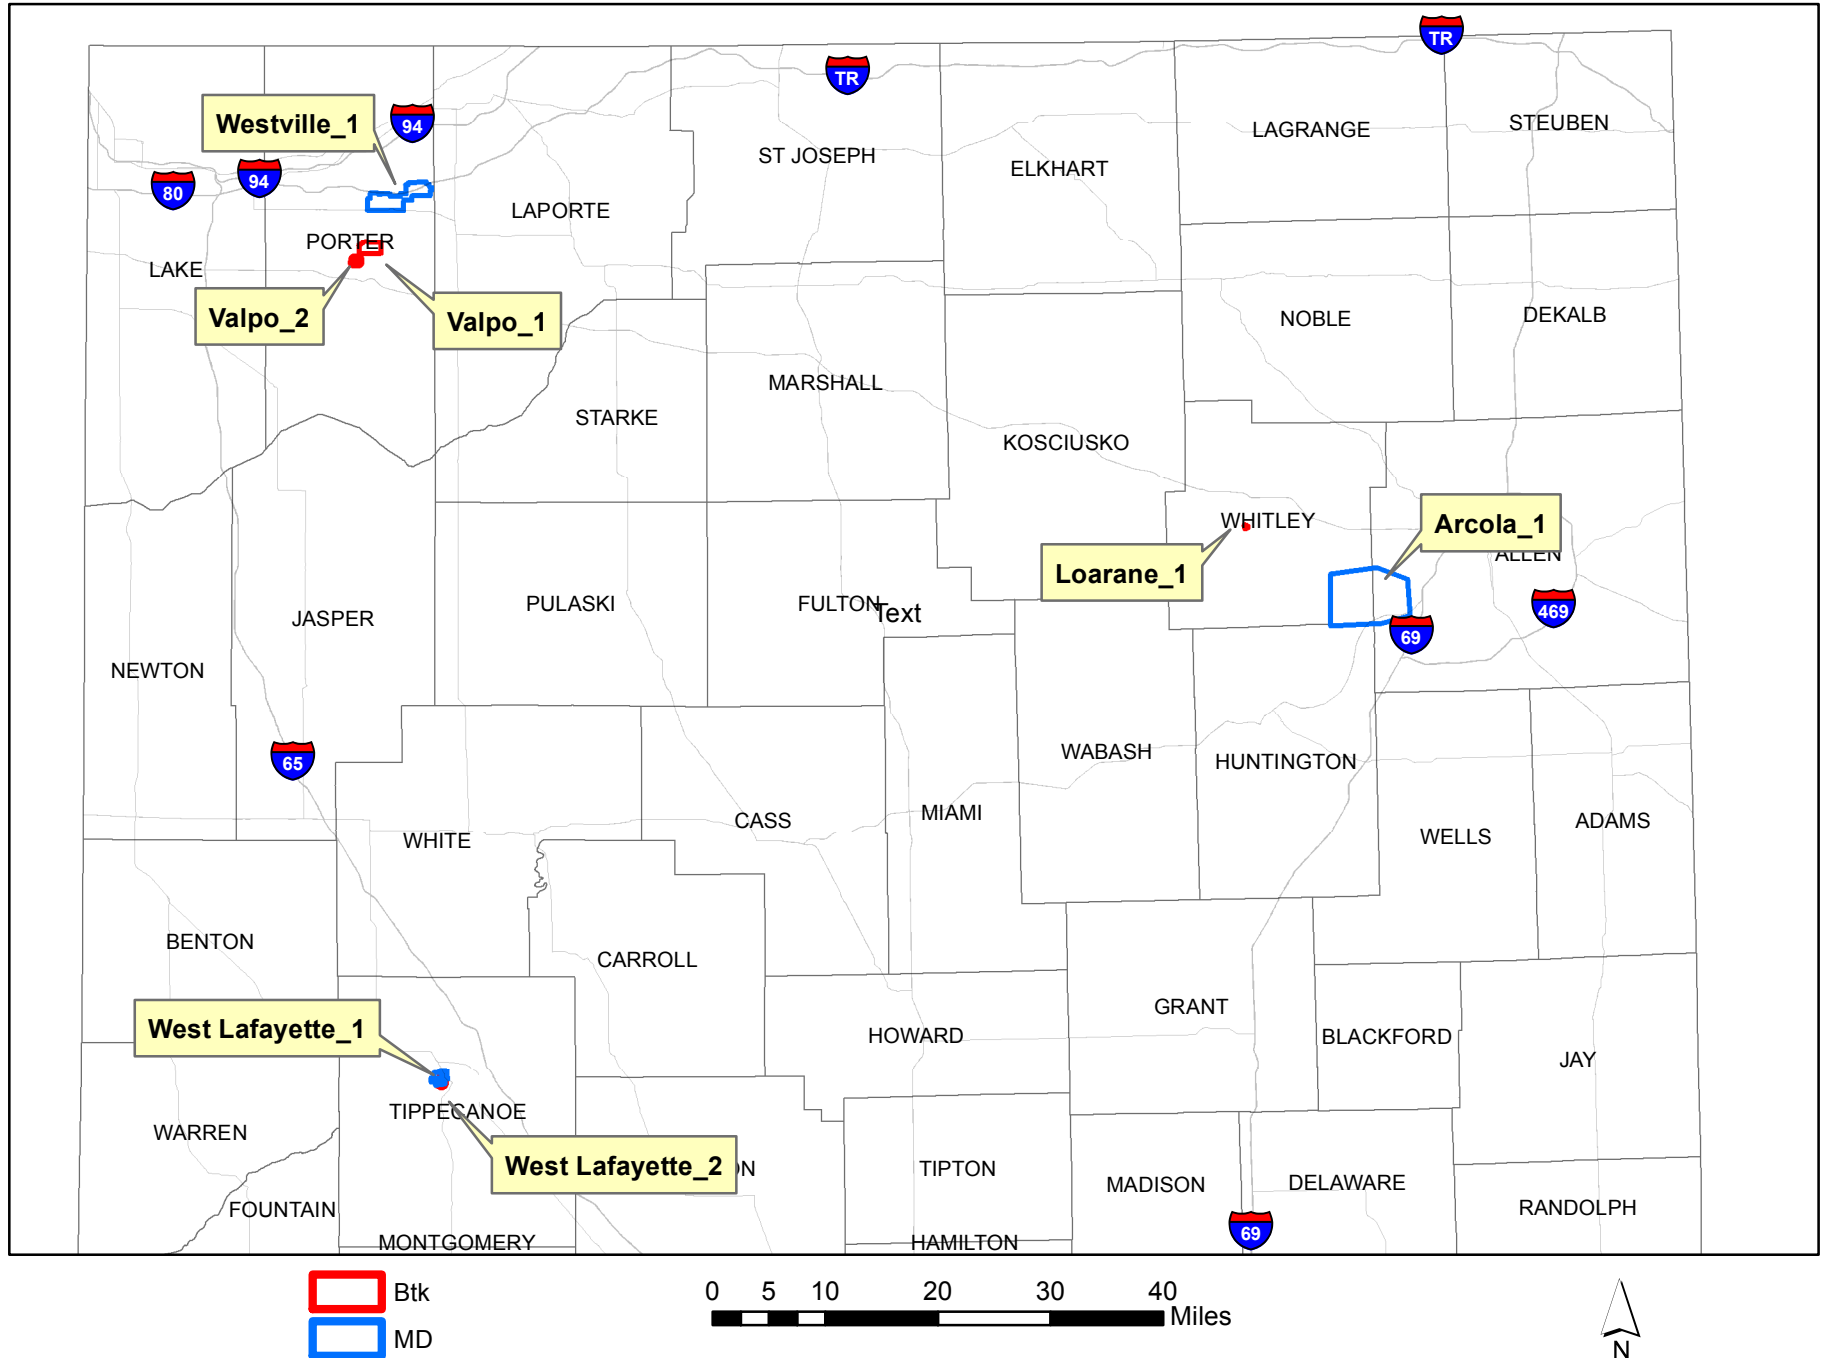 TR
TR
Westville_1
94
94
80
LAGRANGE
STEUBEN
ST JOSEPH
ELKHART
LAPORTE
PORTER
LAKE
Valpo_2
Valpo_1
NOBLE
DEKALB
MARSHALL
STARKE
KOSCIUSKO
WHITLEY
Arcola_1
ALLEN
Loarane_1
PULASKI
FULTON
Text
JASPER
469
69
NEWTON
65
WABASH
HUNTINGTON
MIAMI
CASS
WHITE
WELLS
ADAMS
BENTON
CARROLL
GRANT
West Lafayette_1
HOWARD
BLACKFORD
JAY
TIPPECANOE
WARREN
West Lafayette_2
ON
TIPTON
MADISON
DELAWARE
FOUNTAIN
RANDOLPH
69
MONTGOMERY
HAMILTON
Btk
MD
0 5 10 20 30 40
Miles
N